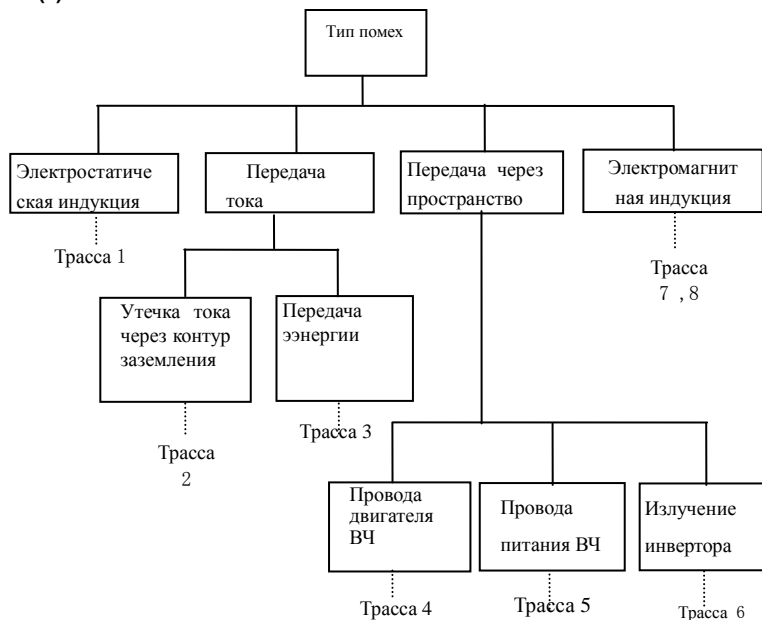 Тип помех
Электростатиче
ская индукция
Передача
тока
Передача через
пространство
Электромагнит
ная индукция
Трасса 1
Трасса
7 , 8
Утечка тока
через контур
заземления
Передача
ээнергии
Трасса
2
Трасса 3
Провода
двигателя
ВЧ
Провода
питания ВЧ
Излучение
инвертора
Трасса 4
Трасса 5
Трасса 6